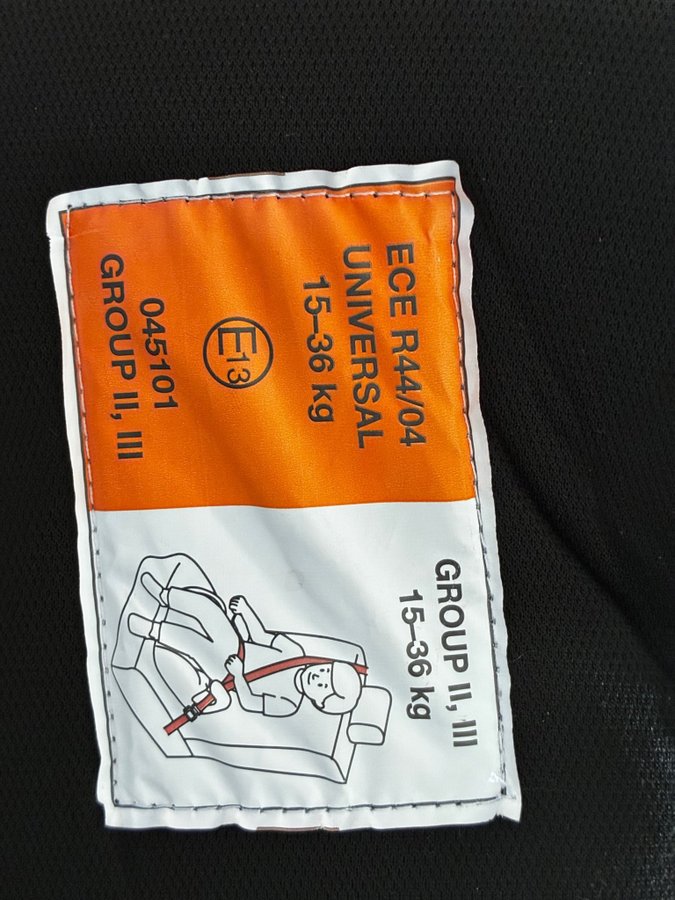 ECE R44/04
UNIVERSAL
15–36 kg
E13
045101
GROUP II, III
GROUP II, III
15–36 kg